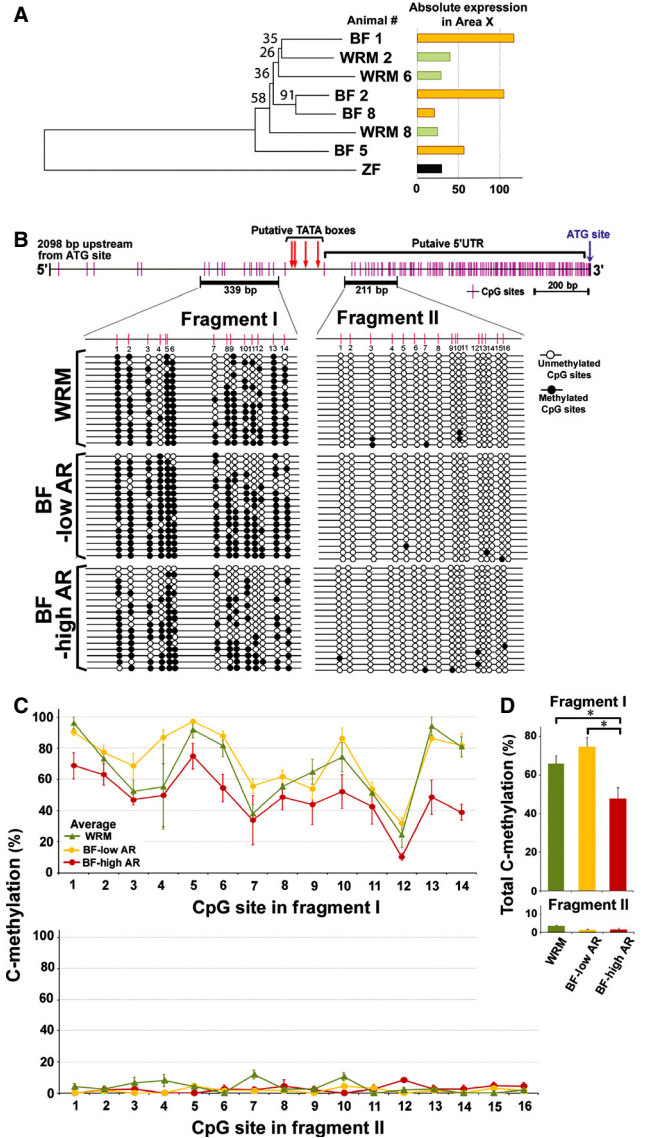 A
Animal #
Absolute expression
in Area X
35
BF 1
26
WRM 2
36
WRM 6
91
BF 2
58
BF 8
WRM 8
BF 5
ZF
0 50 100
B
Putative TATA boxes
ATG site
2098 bp upstream
from ATG site
Putaive 5'UTR
5' 3'
339 bp
211 bp
CpG sites
200 bp
Fragment I
Fragment II
1 2 3 4 5 6 7 8 9 10 11 12 13 14
1 2 3 4 5 6 7 8 9 10 11 12 13 14 15 16
Unmethylated
CpG sites
Methylated
CpG sites
WRM
BF
-low AR
BF
-high AR
C
C-methylation (%)
100
80
60
40
20
0
Average
WRM
BF-low AR
BF-high AR
1 2 3 4 5 6 7 8 9 10 11 12 13 14
CpG site in fragment I
100
80
60
40
20
0
1 2 3 4 5 6 7 8 9 10 11 12 13 14 15 16
CpG site in fragment II
D
Fragment I
* 
*
Total C-methylation (%)
80
60
40
20
0
Fragment II
10
0
WRM
BF-low AR
BF-high AR